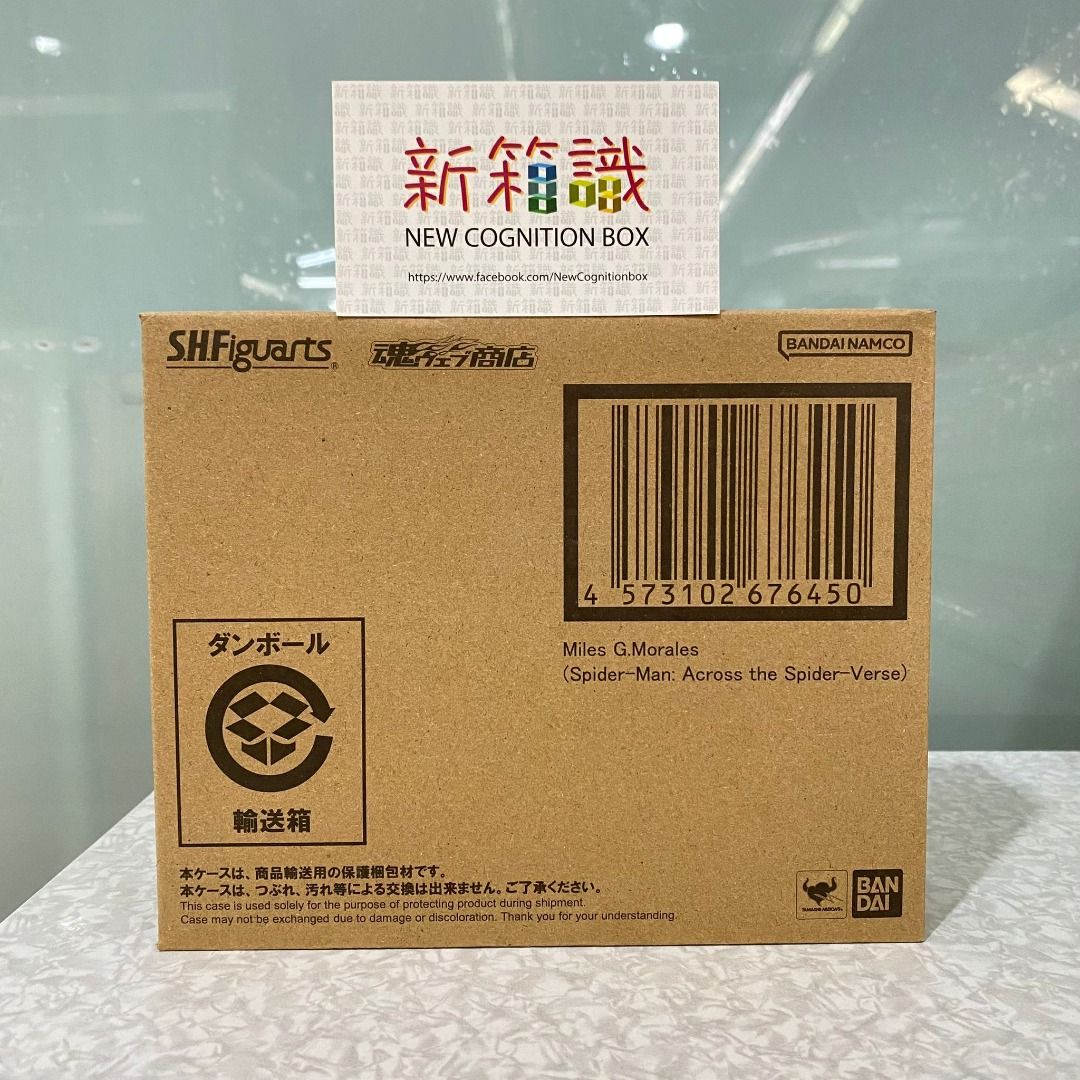 新箱識
NEW COGNITION BOX
https://www.facebook.com/NewCognitionbox
S.H.Figuarts®
魂ウェブ商店
BANDAI NAMCO
4 573102 676450
Miles G.Morales
(Spider-Man: Across the Spider-Verse)
ダンボール
輸送箱
本ケースは、商品輸送用の保護梱包材です。
本ケースは、つぶれ、汚れ等による交換は出来ません。ご了承ください。
This case is used solely for the purpose of protecting product during shipment.
Case may not be exchanged due to damage or discoloration. Thank you for your understanding.
TAMASHII NATIONS
BAN
DAI